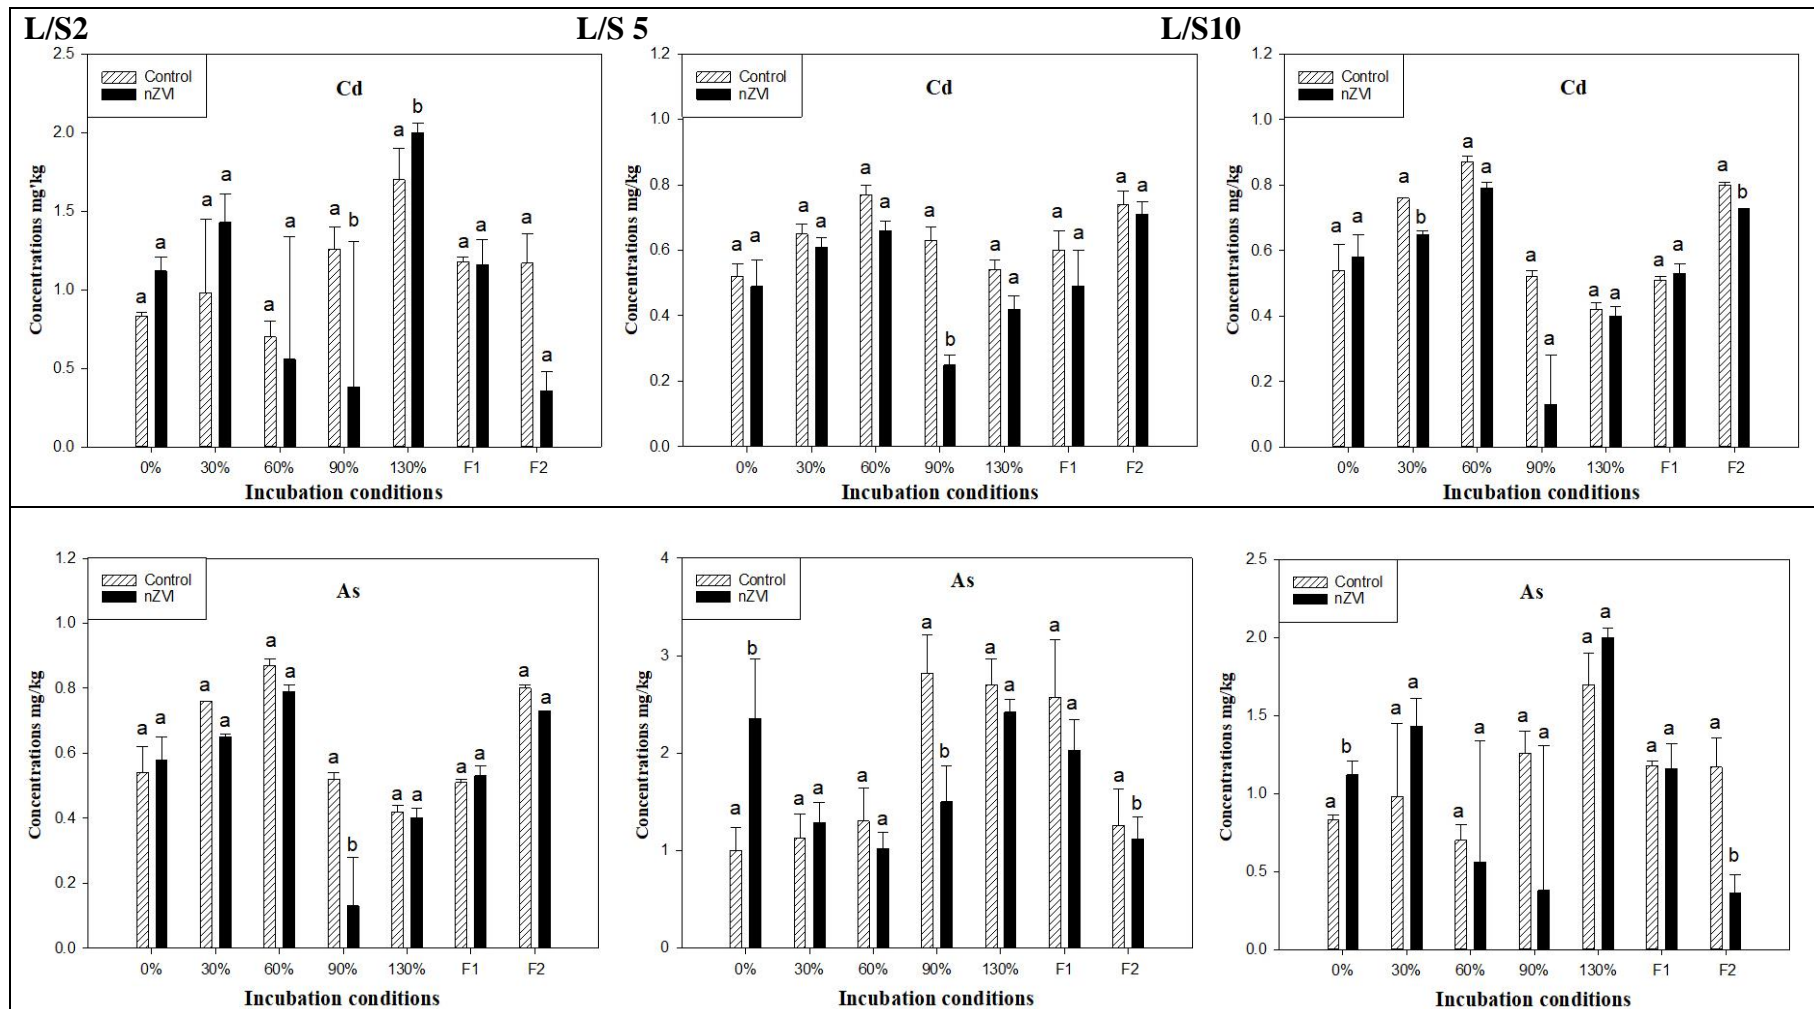 L/S2 L/S 5 L/S10
Control
nZVI
Cd
2.5
2.0
1.5
1.0
0.5
0.0
Concentrations mg'kg
a a a a a a a b a b a a a a
0% 30% 60% 90% 130% F1 F2
Incubation conditions
Control
nZVI
Cd
1.2
1.0
0.8
0.6
0.4
0.2
0.0
Concentrations mg/kg
a a a a a a a b a a a a a a
0% 30% 60% 90% 130% F1 F2
Incubation conditions
Control
nZVI
Cd
1.2
1.0
0.8
0.6
0.4
0.2
0.0
Concentrations mg/kg
a a a b a a a a a a a a a b
0% 30% 60% 90% 130% F1 F2
Incubation conditions
Control
nZVI
As
1.2
1.0
0.8
0.6
0.4
0.2
0.0
Concentrations mg/kg
a a a a a a a b a a a a a a
0% 30% 60% 90% 130% F1 F2
Incubation conditions
Control
nZVI
As
4
3
2
1
0
Concentrations mg/kg
a b a a a a a b a a a a a b
0% 30% 60% 90% 130% F1 F2
Incubation conditions
Control
nZVI
As
2.5
2.0
1.5
1.0
0.5
0.0
Concentrations mg/kg
a b a a a a a a a a a a a b
0% 30% 60% 90% 130% F1 F2
Incubation conditions